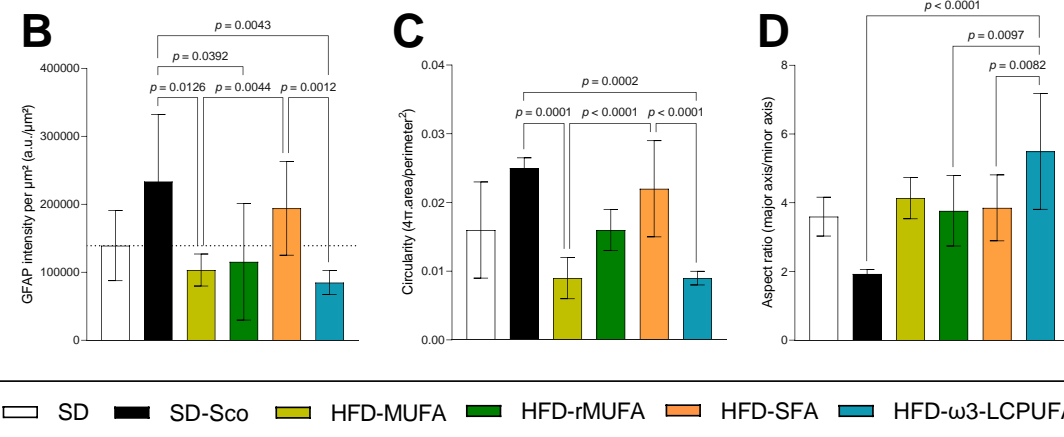 B
p = 0.0043
p = 0.0392
p = 0.0126
p = 0.0044
p = 0.0012
GFAP intensity per µm² (a.u./µm²)
400000
300000
200000
100000
0
C
p = 0.0002
p = 0.0001
p < 0.0001
p < 0.0001
Circularity (4π.area/perimeter²)
0.04
0.03
0.02
0.01
0.00
D
p < 0.0001
p = 0.0097
p = 0.0082
Aspect ratio (major axis/minor axis)
8
6
4
2
0
SD
SD-Sco
HFD-MUFA
HFD-rMUFA
HFD-SFA
HFD-ω3-LCPUFA